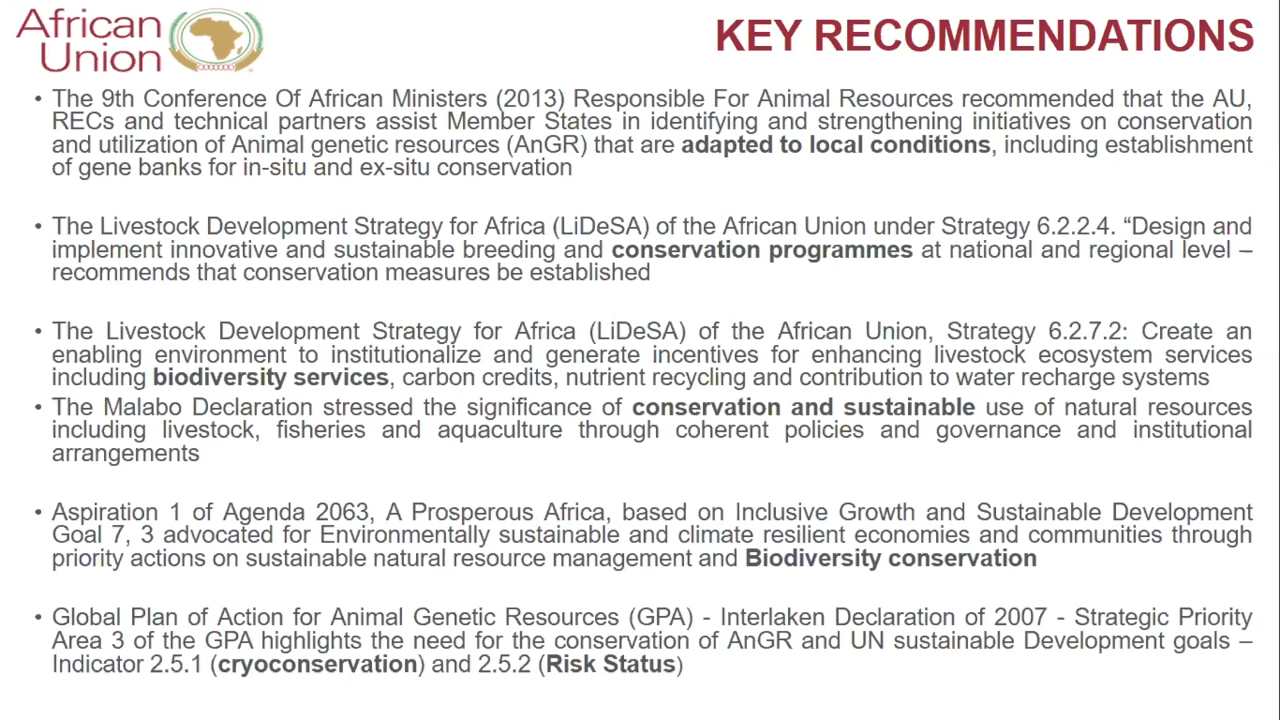 African
Union
KEY RECOMMENDATIONS
• The 9th Conference Of African Ministers (2013) Responsible For Animal Resources recommended that the AU,
RECs and technical partners assist Member States in identifying and strengthening initiatives on conservation
and utilization of Animal genetic resources (AnGR) that are adapted to local conditions, including establishment
of gene banks for in-situ and ex-situ conservation
• The Livestock Development Strategy for Africa (LiDeSA) of the African Union under Strategy 6.2.2.4. “Design and
implement innovative and sustainable breeding and conservation programmes at national and regional level –
recommends that conservation measures be established
• The Livestock Development Strategy for Africa (LiDeSA) of the African Union, Strategy 6.2.7.2: Create an
enabling environment to institutionalize and generate incentives for enhancing livestock ecosystem services
including biodiversity services, carbon credits, nutrient recycling and contribution to water recharge systems
• The Malabo Declaration stressed the significance of conservation and sustainable use of natural resources
including livestock, fisheries and aquaculture through coherent policies and governance and institutional
arrangements
• Aspiration 1 of Agenda 2063, A Prosperous Africa, based on Inclusive Growth and Sustainable Development
Goal 7, 3 advocated for Environmentally sustainable and climate resilient economies and communities through
priority actions on sustainable natural resource management and Biodiversity conservation
• Global Plan of Action for Animal Genetic Resources (GPA) - Interlaken Declaration of 2007 - Strategic Priority
Area 3 of the GPA highlights the need for the conservation of AnGR and UN sustainable Development goals –
Indicator 2.5.1 (cryoconservation) and 2.5.2 (Risk Status)